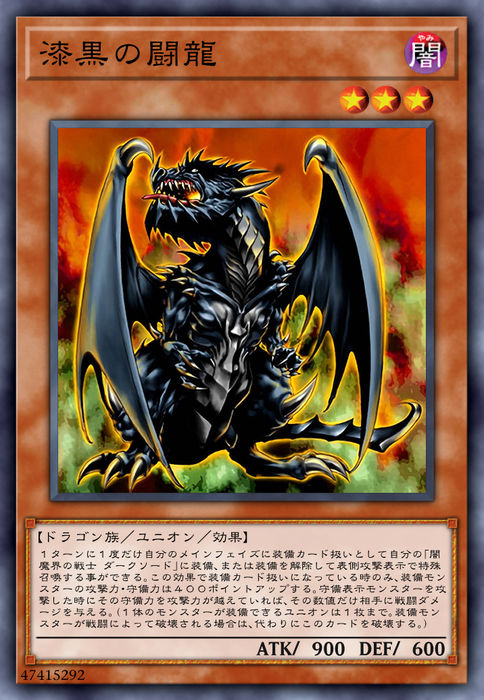 漆黒の闘龍
やみ
闇
【ドラゴン族／ユニオン／効果】
１ターンに１度だけ自分のメインフェイズに装備カード扱いとして自分の「闇
魔界の戦士 ダークソード」に装備、または装備を解除して表側攻撃表示で特殊
召喚する事ができる。この効果で装備カード扱いになっている時のみ、装備モンス
ターの攻撃力・守備力は４００ポイントアップする。守備表示モンスターを攻
撃した時にその守備力を攻撃力が越えていれば、その数値だけ相手に戦闘ダメ
ージを与える。（１体のモンスターが装備できるユニオンは１枚まで。装備モ
ンスターが戦闘によって破壊される場合は、代わりにこのカードを破壊する。）
ATK/ 900 DEF/ 600
47415292